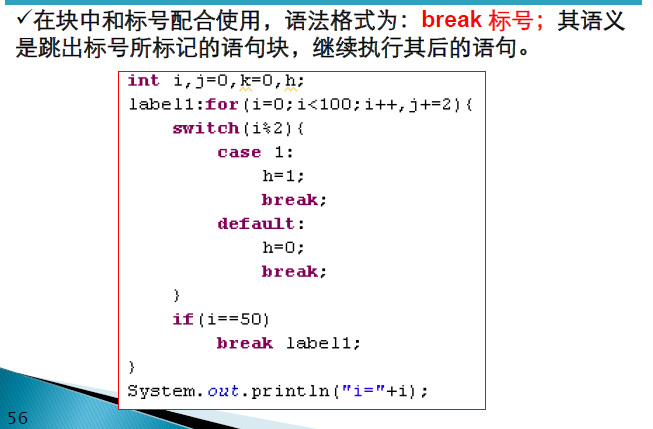 ✓在块中和标号配合使用，语法格式为：break 标号；其语义
是跳出标号所标记的语句块，继续执行其后的语句。
int i,j=0,k=0,h;
label1:for(i=0;i<100;i++,j+=2){
switch(i%2){
case 1:
h=1;
break;
default:
h=0;
break;
}
if(i==50)
break label1;
}
System.out.println("i="+i);
56